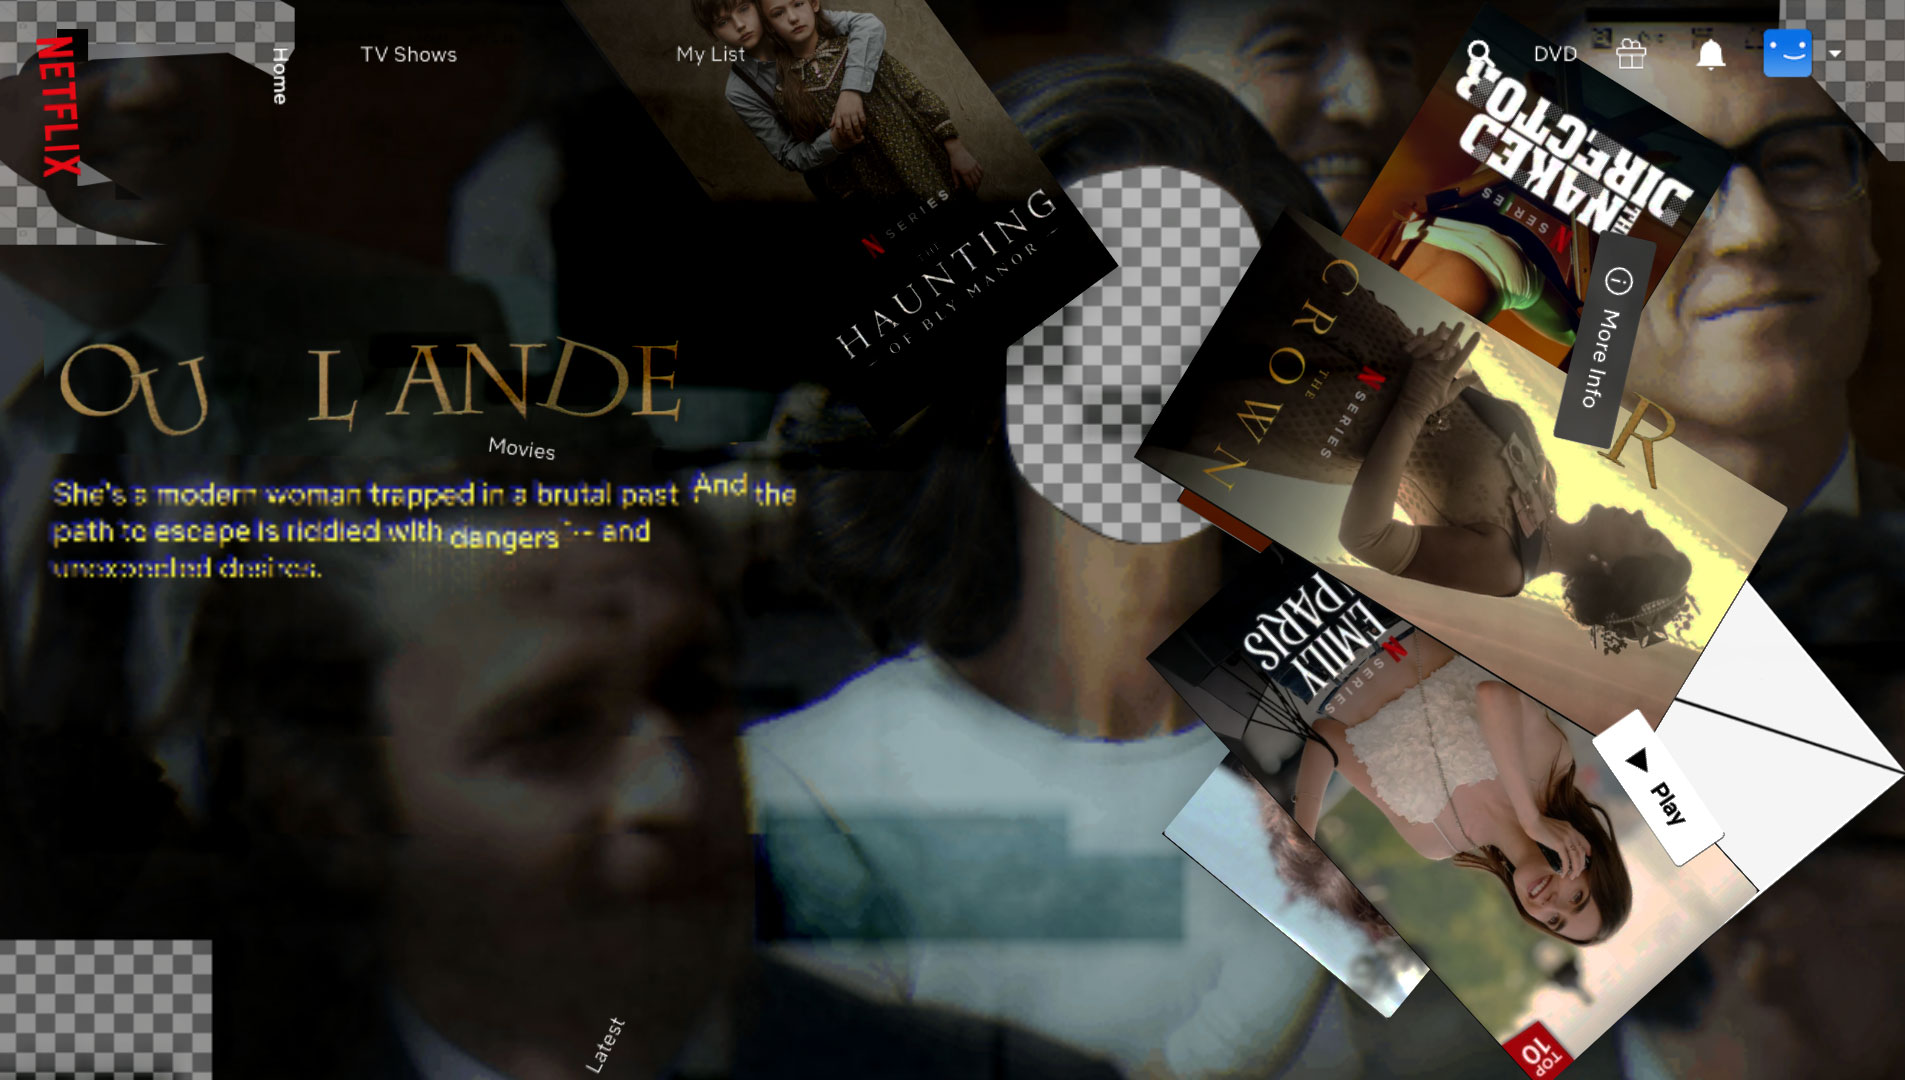 NETFLIX
Home
TV Shows
My List
DVD
N SERIES
THE
HAUNTING
OF BLY MANOR
THE
NAKED
DIRECTOR
N SERIES
More Info
OU L ANDE
R
Movies
She's a modern woman trapped in a brutal past And the
path to escape is riddled with dangers -- and
unexpected desires.
THE
CROWN
N SERIES
EMILY
PARIS
N SERIES
Play
TOP
10
Latest